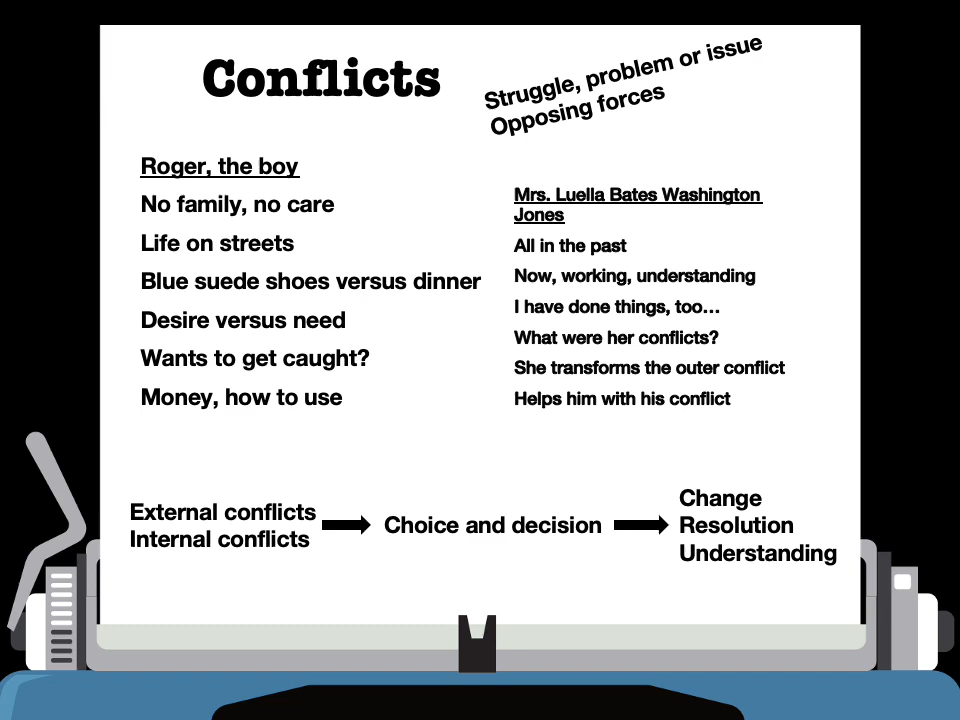 Conflicts
Struggle, problem or issue
Opposing forces
Roger, the boy
No family, no care
Life on streets
Blue suede shoes versus dinner
Desire versus need
Wants to get caught?
Money, how to use
Mrs. Luella Bates Washington
Jones
All in the past
Now, working, understanding
I have done things, too…
What were her conflicts?
She transforms the outer conflict
Helps him with his conflict
External conflicts
Internal conflicts
Choice and decision
Change
Resolution
Understanding